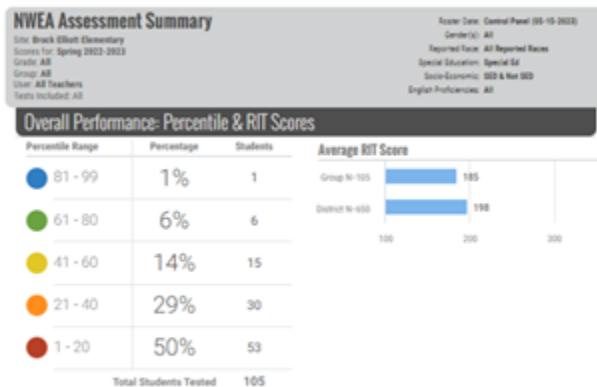 NWEA Assessment Summary
Site: Brock Elliott Elementary
Scores for: Spring 2022-2023
Grade: All
Group: All
User: All Teachers
Tests Included: All
Roster Date: Control Panel (05-15-2023)
Gender(s): All
Reported Race: All Reported Races
Special Education: Special Ed
Socio-Economic: SED & Not SED
English Proficiencies: All
Overall Performance: Percentile & RIT Scores
Percentile Range Percentage Students
81 - 99 1% 1
61 - 80 6% 6
41 - 60 14% 15
21 - 40 29% 30
1 - 20 50% 53
Total Students Tested 105
Average RIT Score
Group N=105 185
District N=650 198
100 200 300